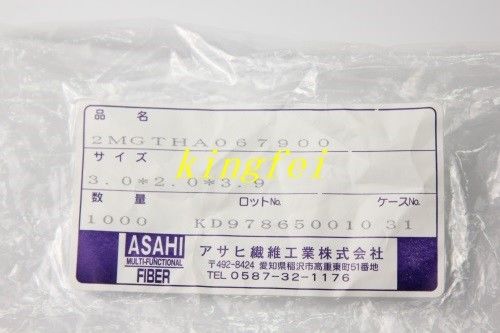 品 名
2MGTHA067900
サイズ
3.0*2.0*3.9
kingfei
数量 ロットNo. ケースNo.
1000 KD978650010 31
ASAHI
MULTI-FUNCTIONAL
FIBER
アサヒ繊維工業株式会社
〒492-8424 愛知県稲沢市高重東町51番地
TEL 0587-32-1176